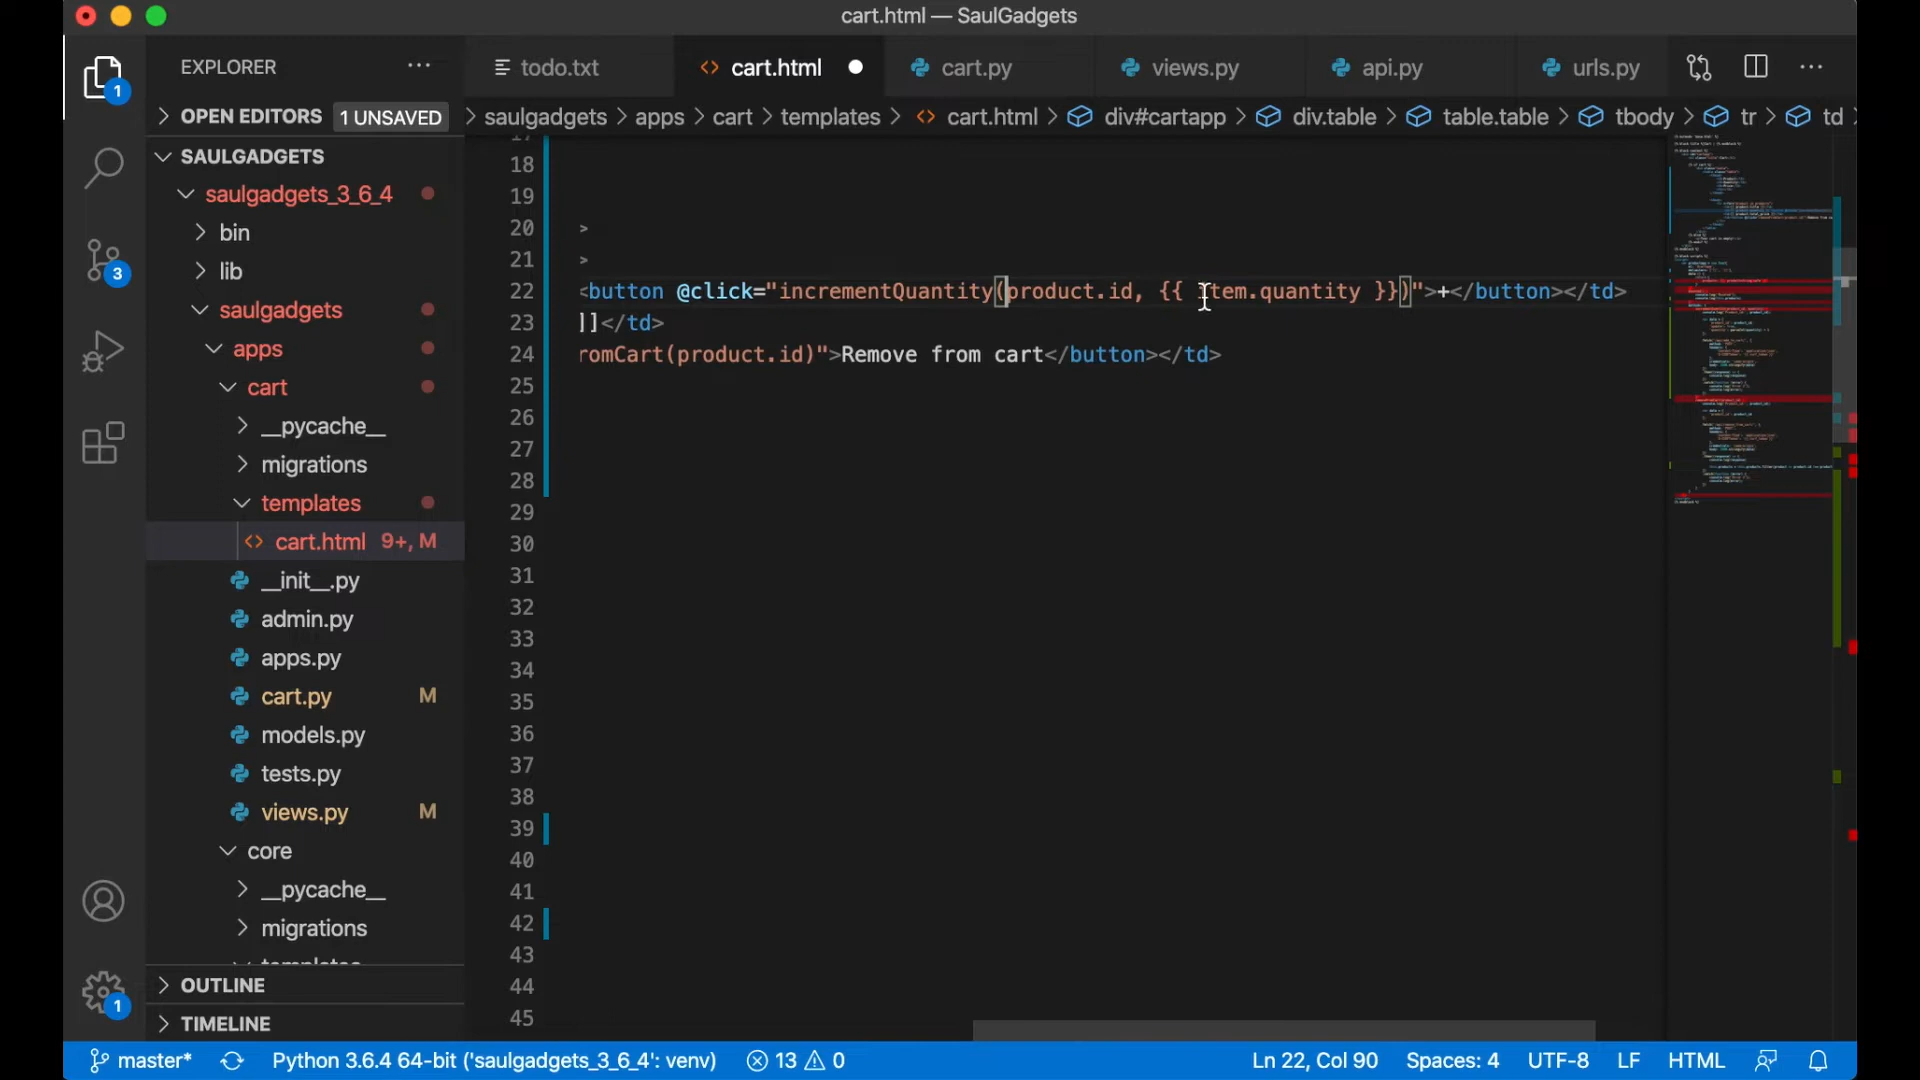 cart.html — SaulGadgets
EXPLORER
todo.txt
cart.html
cart.py
views.py
api.py
urls.py
OPEN EDITORS 1 UNSAVED
saulgadgets > apps > cart > templates > cart.html > div#cartapp > div.table > table.table > tbody > tr > td
SAULGADGETS
saulgadgets_3_6_4
bin
lib
saulgadgets
apps
cart
__pycache__
migrations
templates
cart.html 9+, M
__init__.py
admin.py
apps.py
cart.py M
models.py
tests.py
views.py M
core
__pycache__
migrations
OUTLINE
TIMELINE
1
3
1
18
19
20 >
21 >
22 <button @click="incrementQuantity(product.id, {{ item.quantity }})">+</button></td>
23 ]]</td>
24 romCart(product.id)">Remove from cart</button></td>
25
26
27
28
29
30
31
32
33
34
35
36
37
38
39
40
41
42
43
44
45
master* Python 3.6.4 64-bit ('saulgadgets_3_6_4': venv) 13 0 Ln 22, Col 90 Spaces: 4 UTF-8 LF HTML